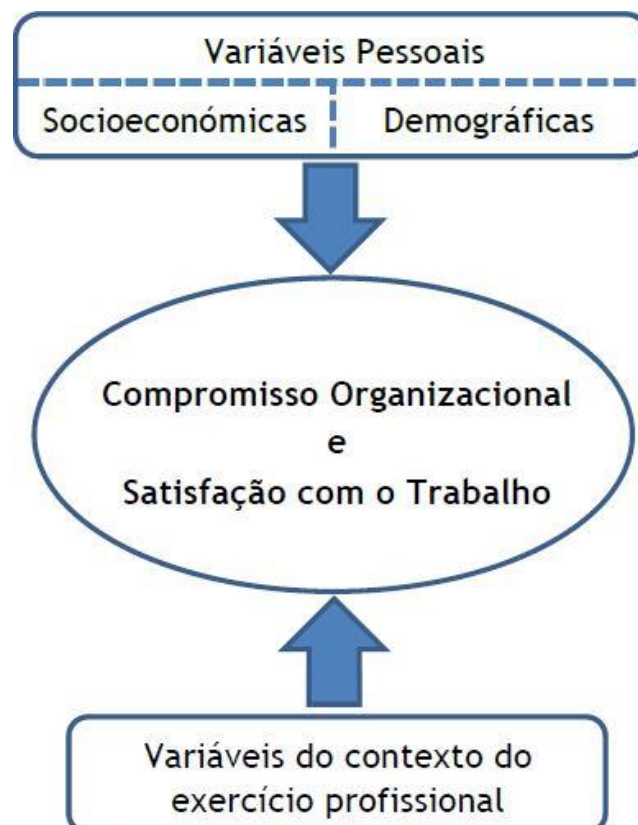 Variáveis Pessoais
Socioeconómicas
Demográficas
Compromisso Organizacional
e
Satisfação com o Trabalho
Variáveis do contexto do
exercício profissional